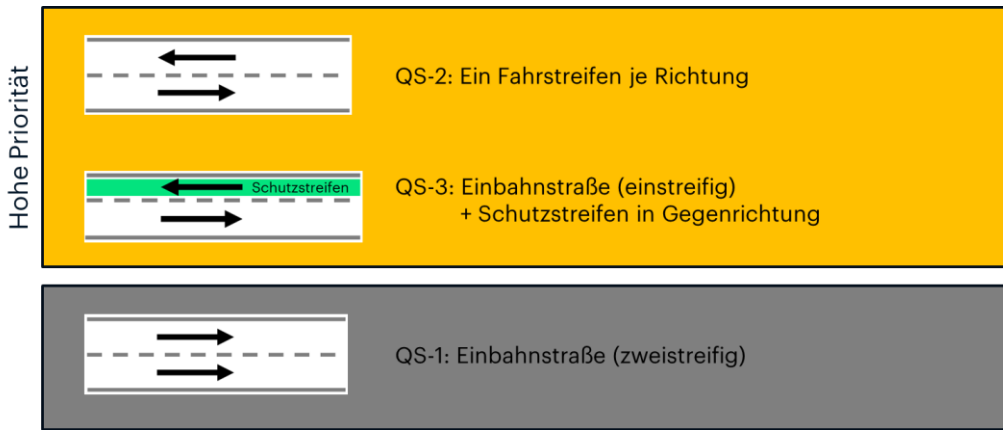 Hohe Priorität
QS-2: Ein Fahrstreifen je Richtung
Schutzstreifen
QS-3: Einbahnstraße (einstreifig)
+ Schutzstreifen in Gegenrichtung
QS-1: Einbahnstraße (zweistreifig)